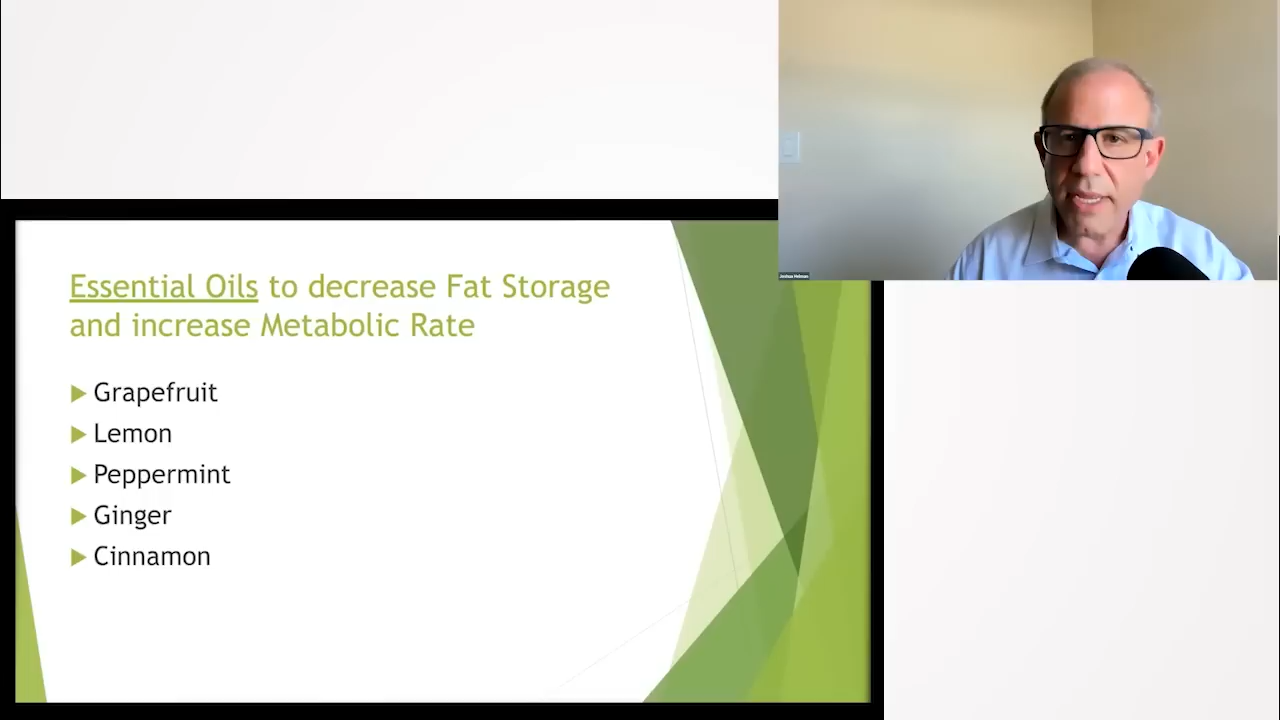 Essential Oils to decrease Fat Storage
and increase Metabolic Rate
Grapefruit
Lemon
Peppermint
Ginger
Cinnamon